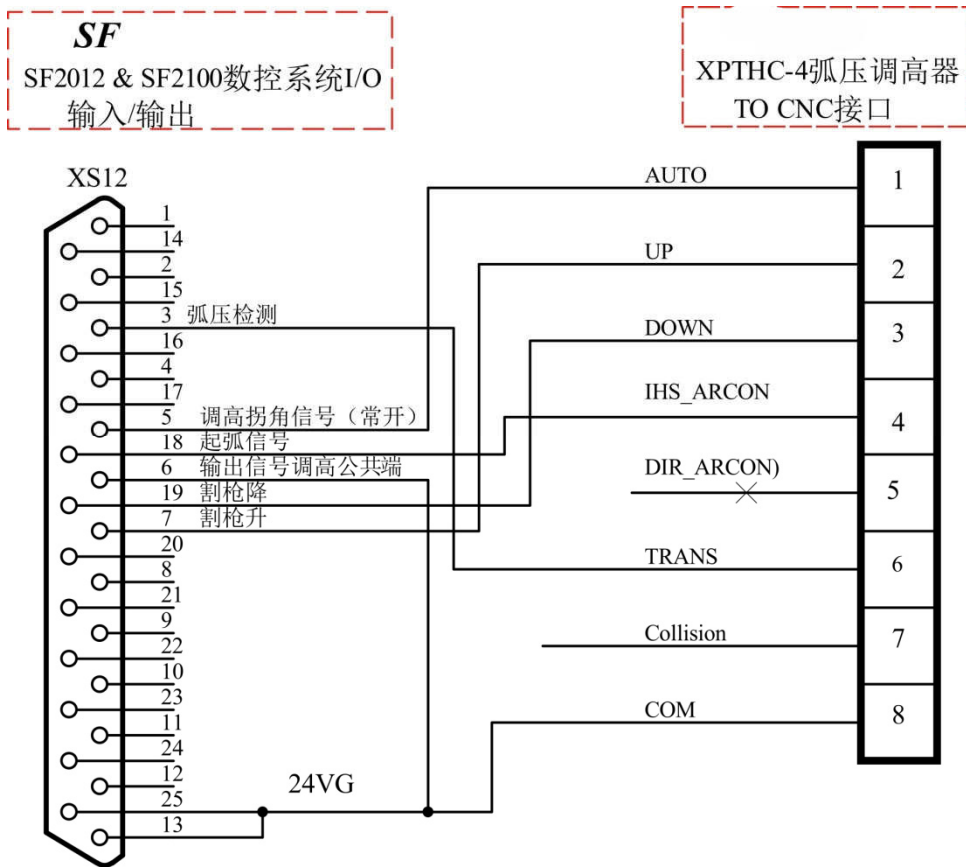 SF
SF2012 & SF2100数控系统I/O
输入/输出
XPTHC-4弧压调高器
TO CNC接口
XS12
1
14
2
15
3 弧压检测
16
4
17
5 调高拐角信号（常开）
18 起弧信号
6 输出信号调高公共端
19 割枪降
7 割枪升
20
8
21
9
22
10
23
11
24
12
25
13
24VG
AUTO 1
UP 2
DOWN 3
IHS_ARCON 4
DIR_ARCON) 5
TRANS 6
Collision 7
COM 8